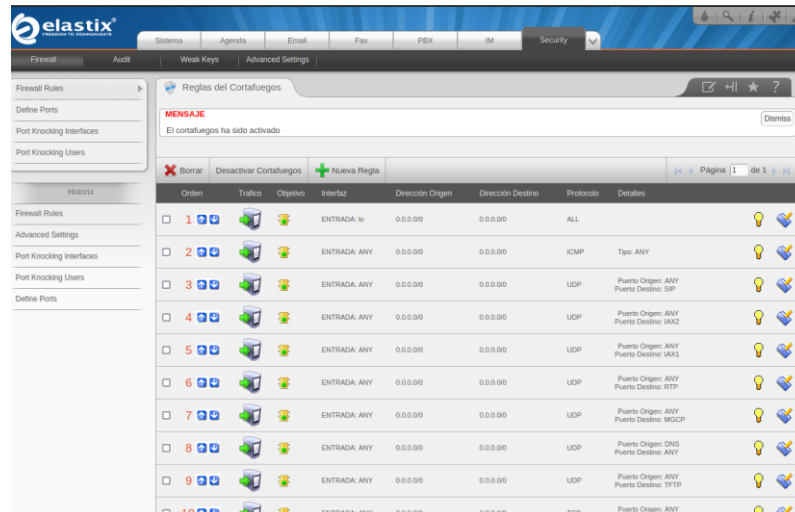 elastix®
FREEDOM TO COMMUNICATE
Sistema Agenda Email Fax PBX IM Security
Firewall Audit Weak Keys Advanced Settings
Firewall Rules
Define Ports
Port Knocking Interfaces
Port Knocking Users
Historia
Firewall Rules
Advanced Settings
Port Knocking Interfaces
Port Knocking Users
Define Ports
Reglas del Cortafuegos
MENSAJE
Dismiss
El cortafuegos ha sido activado
Borrar Desactivar Cortafuegos Nueva Regla Página 1 de 1
Orden Trafico Objetivo Interfaz Dirección Origen Dirección Destino Protocolo Detalles
1 ENTRADA: lo 0.0.0.0/0 0.0.0.0/0 ALL
2 ENTRADA: ANY 0.0.0.0/0 0.0.0.0/0 ICMP Tipo: ANY
3 ENTRADA: ANY 0.0.0.0/0 0.0.0.0/0 UDP Puerto Origen: ANY
Puerto Destino: SIP
4 ENTRADA: ANY 0.0.0.0/0 0.0.0.0/0 UDP Puerto Origen: ANY
Puerto Destino: IAX2
5 ENTRADA: ANY 0.0.0.0/0 0.0.0.0/0 UDP Puerto Origen: ANY
Puerto Destino: IAX1
6 ENTRADA: ANY 0.0.0.0/0 0.0.0.0/0 UDP Puerto Origen: ANY
Puerto Destino: RTP
7 ENTRADA: ANY 0.0.0.0/0 0.0.0.0/0 UDP Puerto Origen: ANY
Puerto Destino: MGCP
8 ENTRADA: ANY 0.0.0.0/0 0.0.0.0/0 UDP Puerto Origen: DNS
Puerto Destino: ANY
9 ENTRADA: ANY 0.0.0.0/0 0.0.0.0/0 UDP Puerto Origen: ANY
Puerto Destino: TFTP
Puerto Origen: ANY